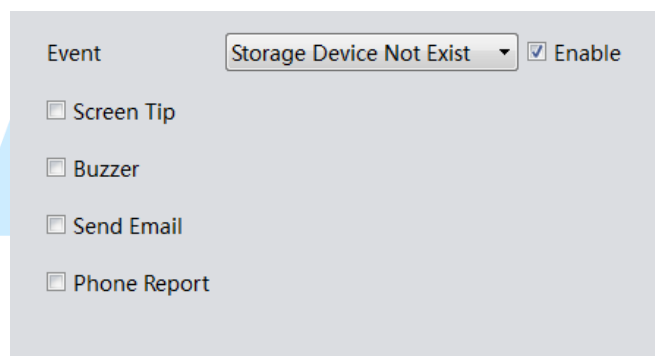 Event Storage Device Not Exist Enable
Screen Tip
Buzzer
Send Email
Phone Report